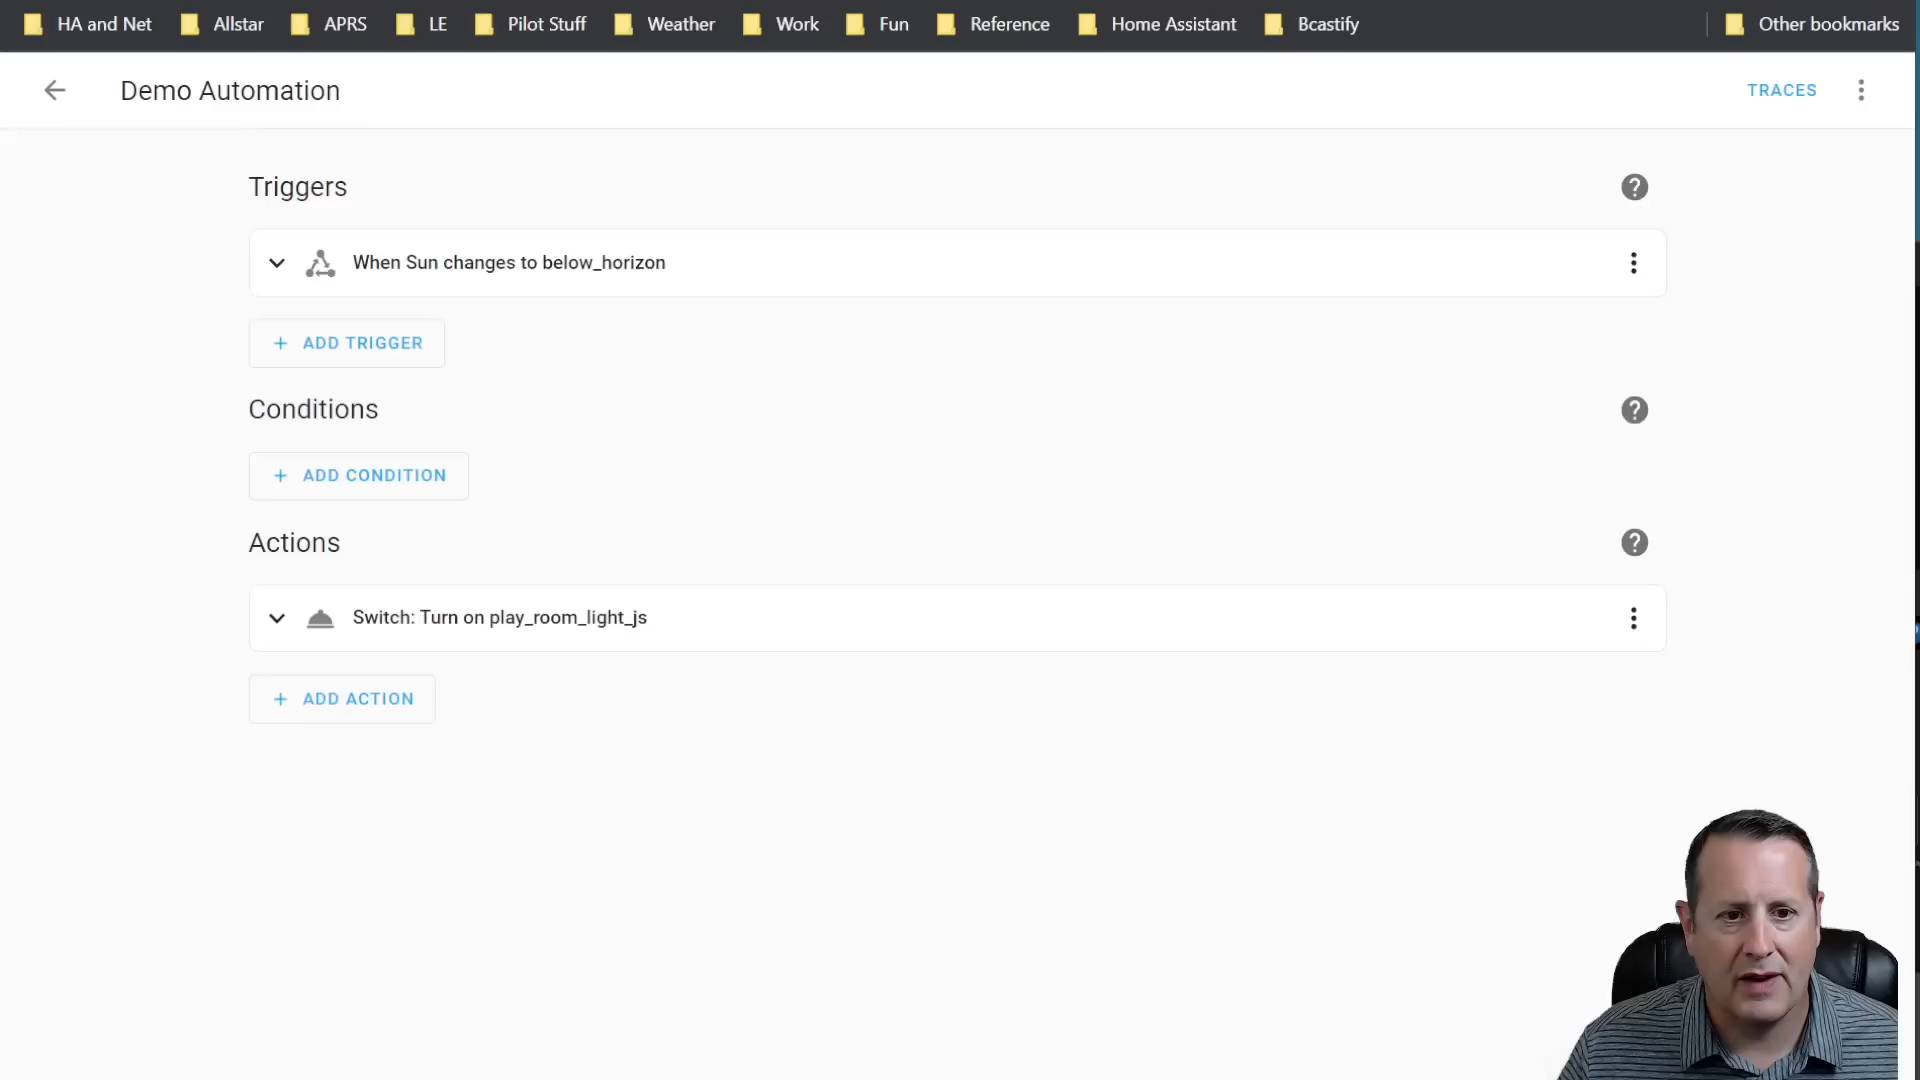 HA and Net Allstar APRS LE Pilot Stuff Weather Work Fun Reference Home Assistant Bcastify Other bookmarks
Demo Automation TRACES
Triggers
When Sun changes to below_horizon
+ ADD TRIGGER
Conditions
+ ADD CONDITION
Actions
Switch: Turn on play_room_light_js
+ ADD ACTION